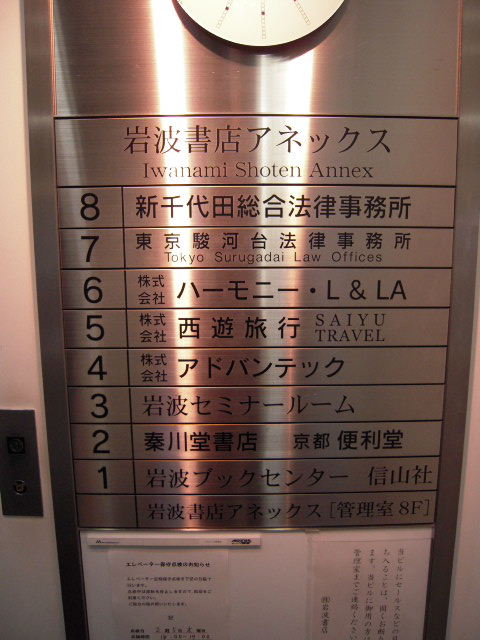 岩波書店アネックス
Iwanami Shoten Annex
8 新千代田総合法律事務所
7 東京駿河台法律事務所
Tokyo Surugadai Law Offices
6 株式会社 ハーモニー・L & LA
5 株式会社 西遊旅行 SAIYU TRAVEL
4 株式会社 アドバンテック
3 岩波セミナールーム
2 秦川堂書店 京都 便利堂
1 岩波ブックセンター 信山社
岩波書店アネックス [管理室 8F]
エレベーター保守点検のお知らせ
記